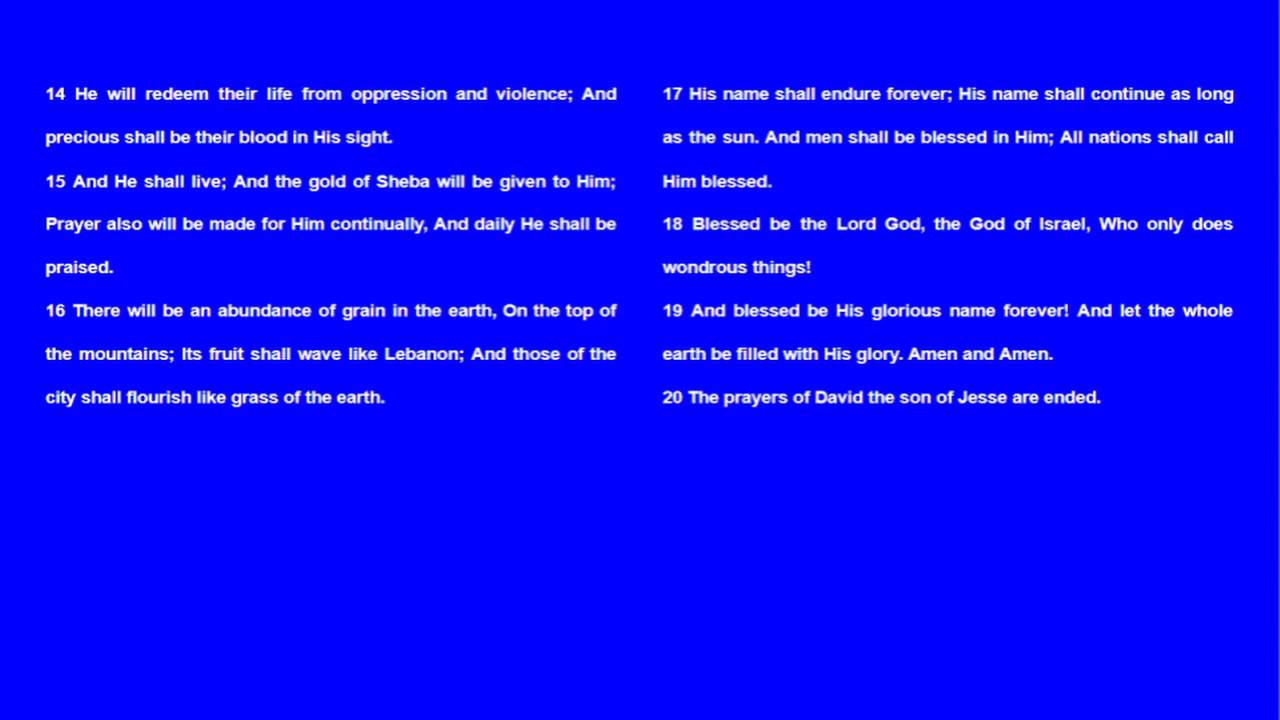 14 He will redeem their life from oppression and violence; And
precious shall be their blood in His sight.
15 And He shall live; And the gold of Sheba will be given to Him;
Prayer also will be made for Him continually, And daily He shall be
praised.
16 There will be an abundance of grain in the earth, On the top of
the mountains; Its fruit shall wave like Lebanon; And those of the
city shall flourish like grass of the earth.
17 His name shall endure forever; His name shall continue as long
as the sun. And men shall be blessed in Him; All nations shall call
Him blessed.
18 Blessed be the Lord God, the God of Israel, Who only does
wondrous things!
19 And blessed be His glorious name forever! And let the whole
earth be filled with His glory. Amen and Amen.
20 The prayers of David the son of Jesse are ended.